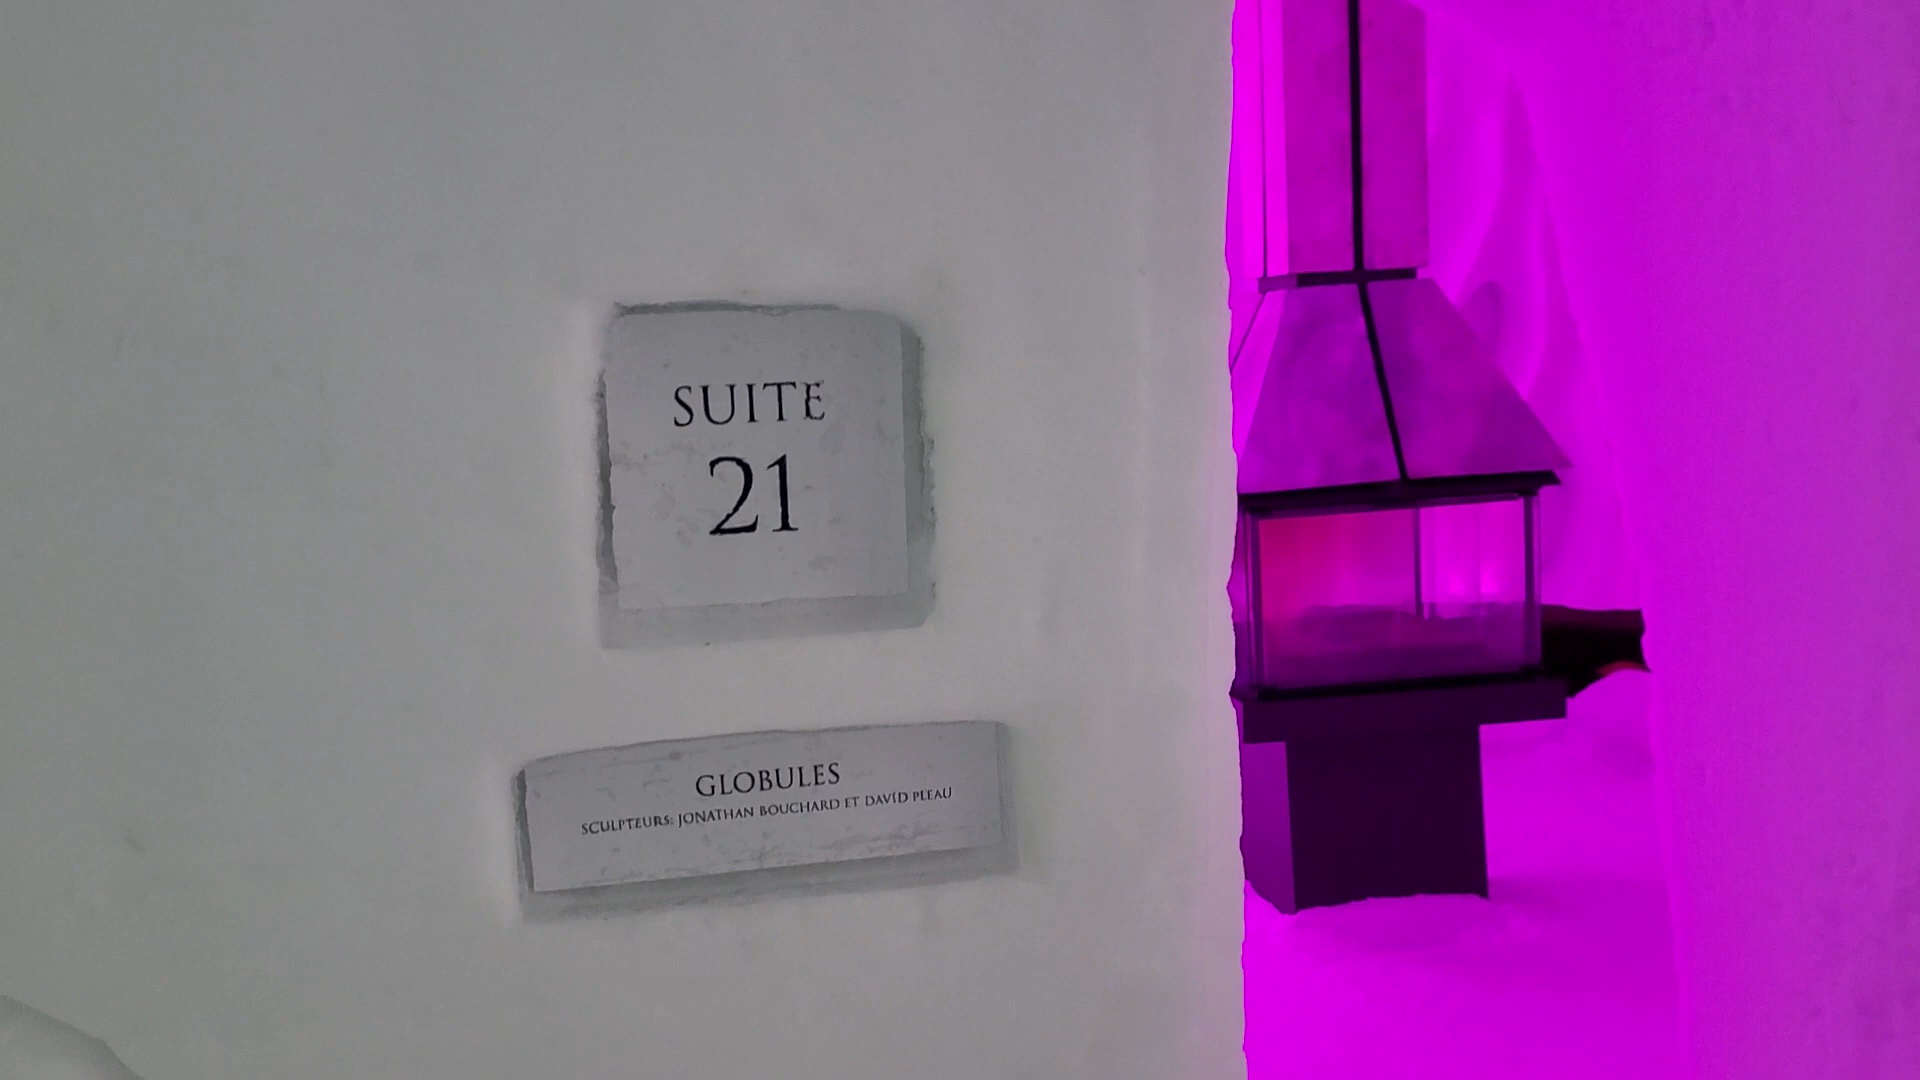 SUITE
21
GLOBULES
SCULPTEURS: JONATHAN BOUCHARD ET DAVID PLEAU